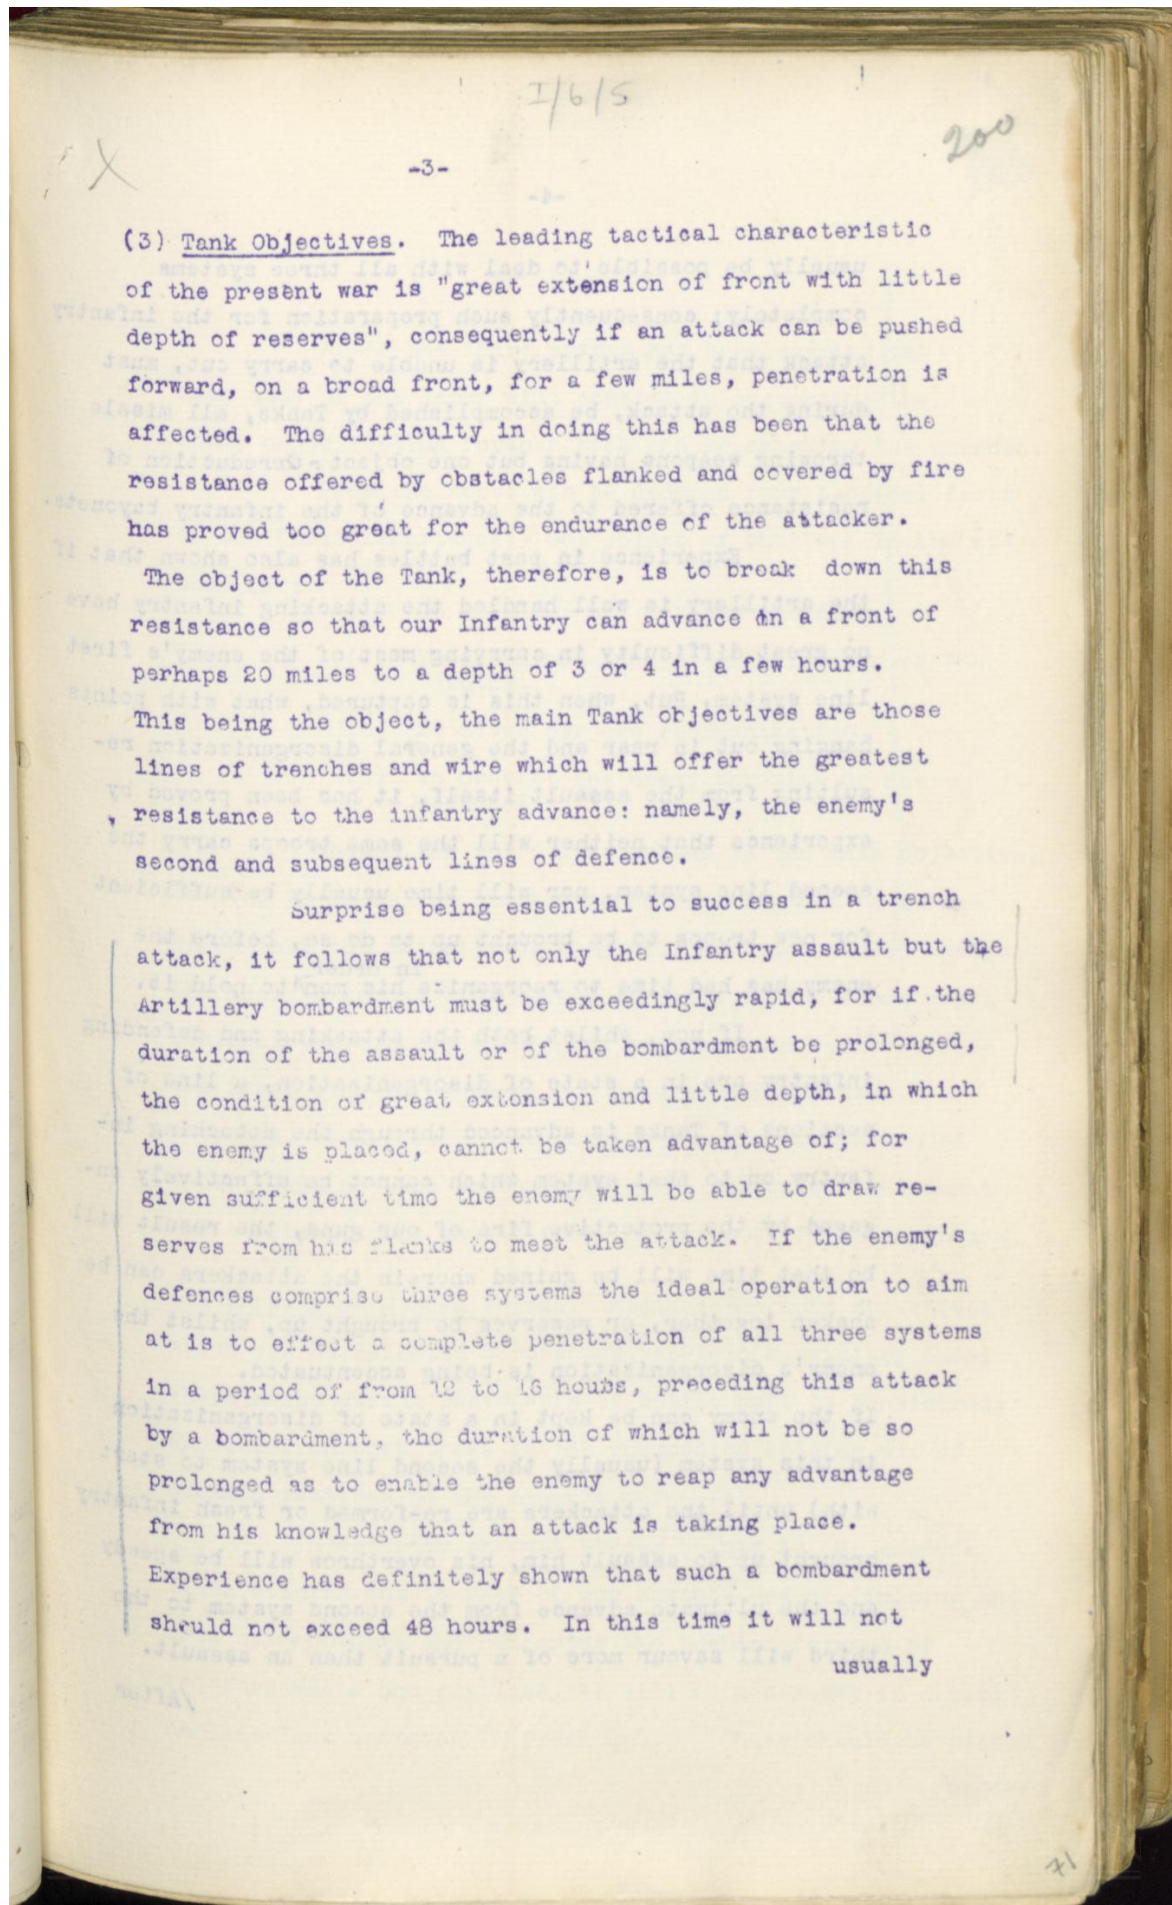 I/6/5
200
X
-3-
(3) Tank Objectives. The leading tactical characteristic
of the present war is "great extension of front with little
depth of reserves", consequently if an attack can be pushed
forward, on a broad front, for a few miles, penetration is
affected. The difficulty in doing this has been that the
resistance offered by obstacles flanked and covered by fire
has proved too great for the endurance of the attacker.
The object of the Tank, therefore, is to break down this
resistance so that our Infantry can advance on a front of
perhaps 20 miles to a depth of 3 or 4 in a few hours.
This being the object, the main Tank objectives are those
lines of trenches and wire which will offer the greatest
resistance to the infantry advance: namely, the enemy's
second and subsequent lines of defence.
Surprise being essential to success in a trench
attack, it follows that not only the Infantry assault but the
Artillery bombardment must be exceedingly rapid, for if the
duration of the assault or of the bombardment be prolonged,
the condition of great extension and little depth, in which
the enemy is placed, cannot be taken advantage of; for
given sufficient time the enemy will be able to draw re-
serves from his flanks to meet the attack. If the enemy's
defences comprise three systems the ideal operation to aim
at is to effect a complete penetration of all three systems
in a period of from 12 to 16 hours, preceding this attack
by a bombardment, the duration of which will not be so
prolonged as to enable the enemy to reap any advantage
from his knowledge that an attack is taking place.
Experience has definitely shown that such a bombardment
should not exceed 48 hours. In this time it will not
usually
71